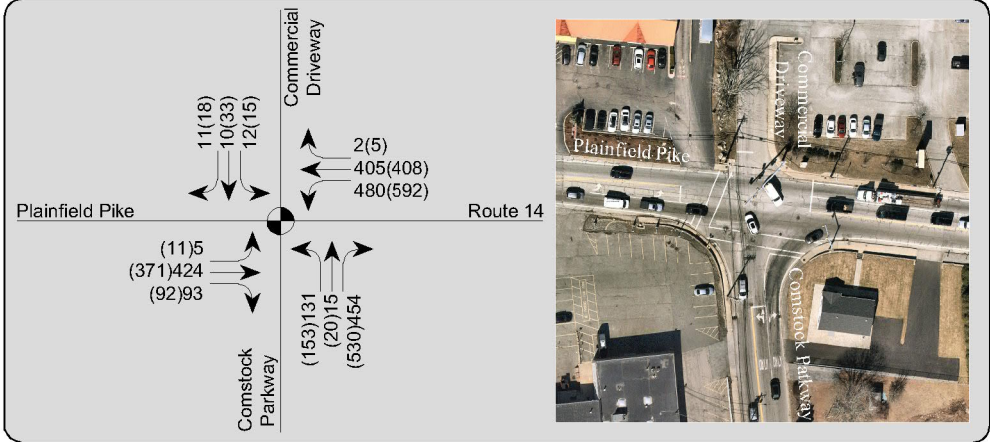 Commercial
Driveway
11(18)
10(33)
12(15)
2(5)
405(408)
480(592)
Plainfield Pike
Route 14
(11)5
(371)424
(92)93
(153)131
(20)15
(530)454
Comstock
Parkway
Commercial
Driveway
Plainfield Pike
Comstock Parkway